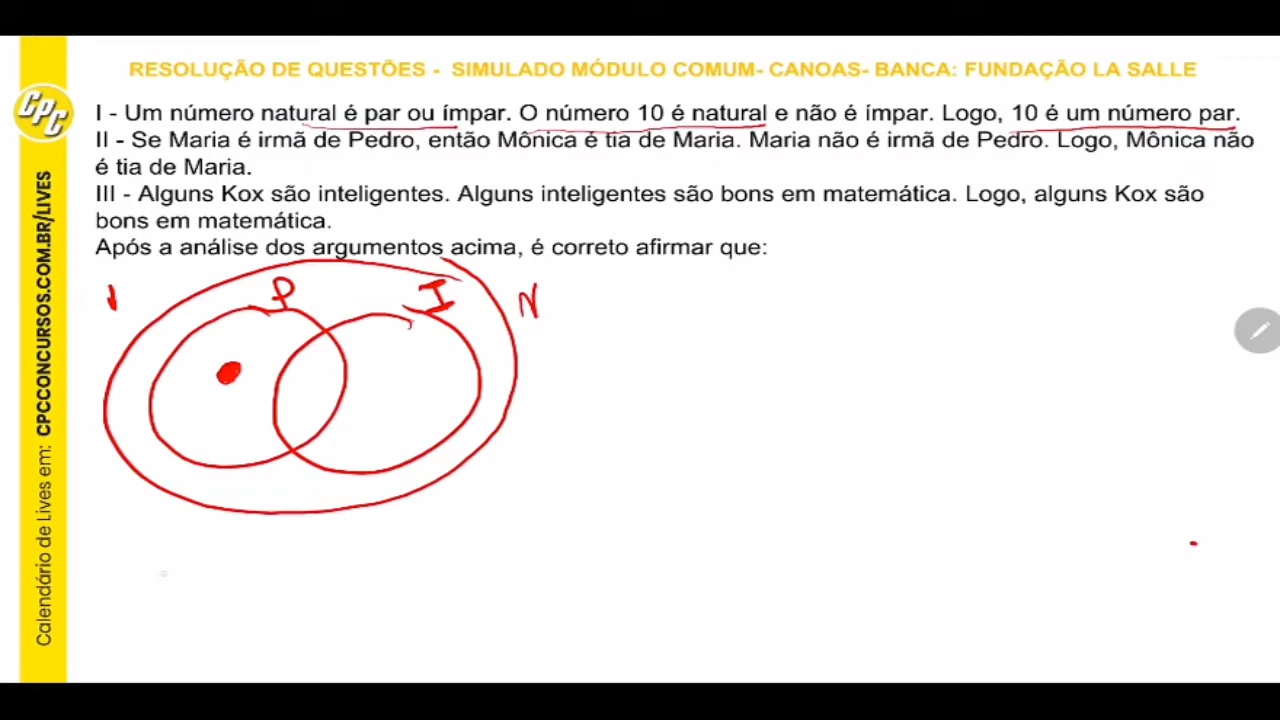 RESOLUÇÃO DE QUESTÕES - SIMULADO MÓDULO COMUM- CANOAS- BANCA: FUNDAÇÃO LA SALLE
CPC
Calendário de Lives em: CPCCONCURSOS.COM.BR/LIVES
I - Um número natural é par ou ímpar. O número 10 é natural e não é ímpar. Logo, 10 é um número par.
II - Se Maria é irmã de Pedro, então Mônica é tia de Maria. Maria não é irmã de Pedro. Logo, Mônica não
é tia de Maria.
III - Alguns Kox são inteligentes. Alguns inteligentes são bons em matemática. Logo, alguns Kox são
bons em matemática.
Após a análise dos argumentos acima, é correto afirmar que:
P I N